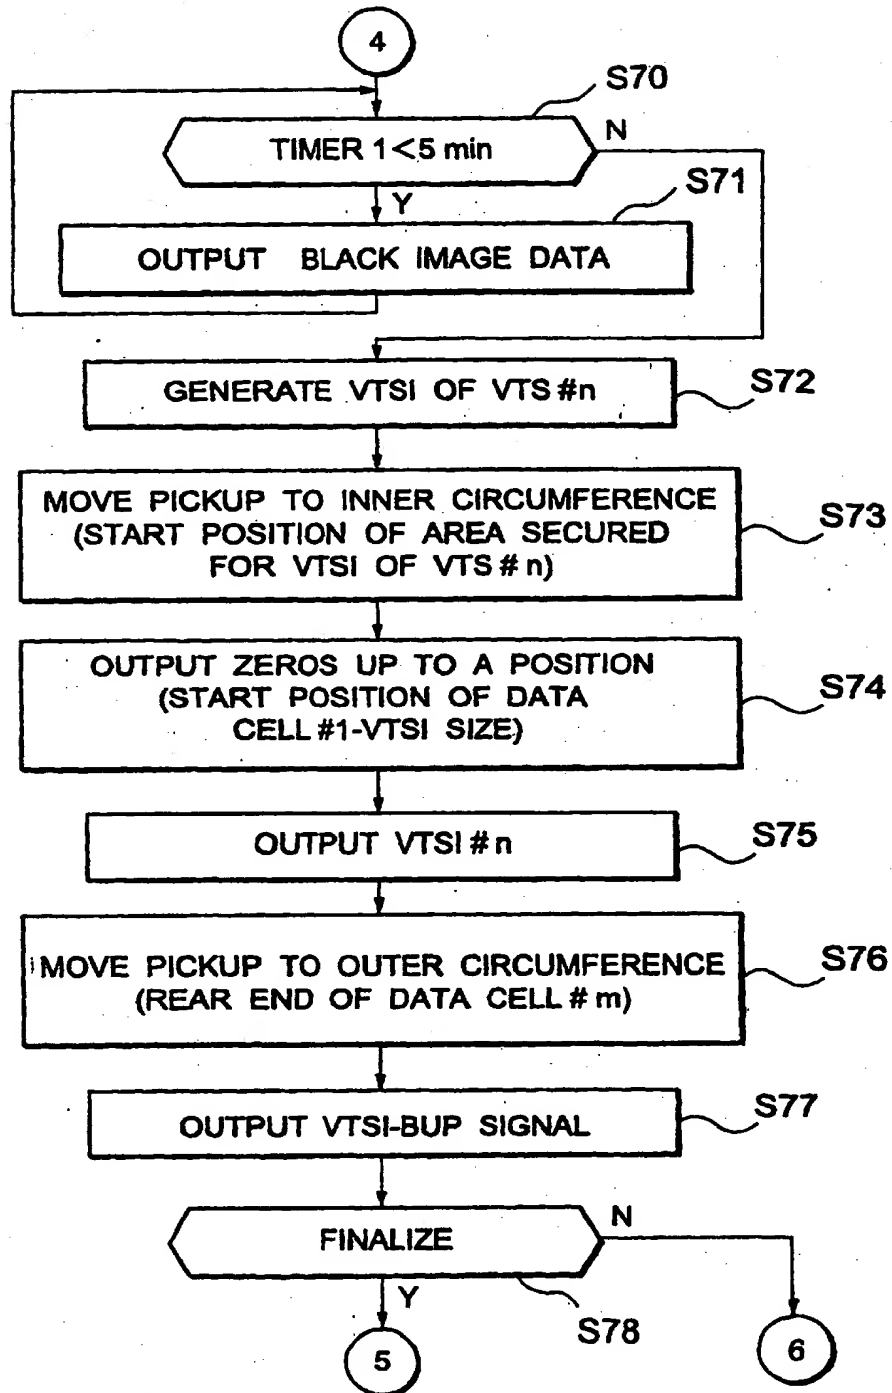 4
S70
TIMER 1<5 min
N
Y
S71
OUTPUT BLACK IMAGE DATA
GENERATE VTSI OF VTS #n
S72
MOVE PICKUP TO INNER CIRCUMFERENCE
(START POSITION OF AREA SECURED
FOR VTSI OF VTS # n)
S73
OUTPUT ZEROS UP TO A POSITION
(START POSITION OF DATA
CELL #1-VTSI SIZE)
S74
OUTPUT VTSI # n
S75
MOVE PICKUP TO OUTER CIRCUMFERENCE
(REAR END OF DATA CELL # m)
S76
OUTPUT VTSI-BUP SIGNAL
S77
FINALIZE
N
Y
S78
5
6